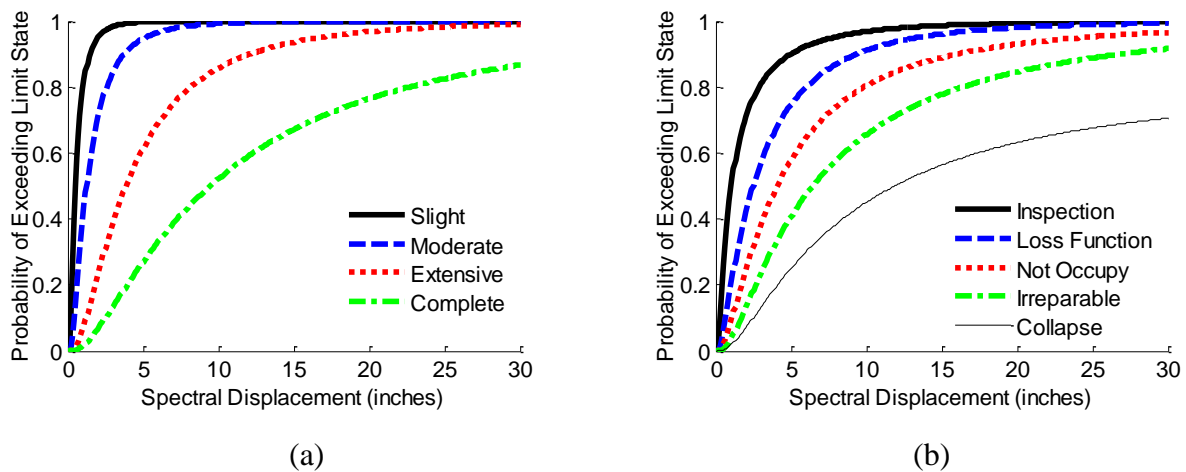 Probability of Exceeding Limit State
1
0.8
0.6
0.4
0.2
0
Slight
Moderate
Extensive
Complete
0 5 10 15 20 25 30
Spectral Displacement (inches)
(a)
Probability of Exceeding Limit State
1
0.8
0.6
0.4
0.2
0
Inspection
Loss Function
Not Occupy
Irreparable
Collapse
0 5 10 15 20 25 30
Spectral Displacement (inches)
(b)